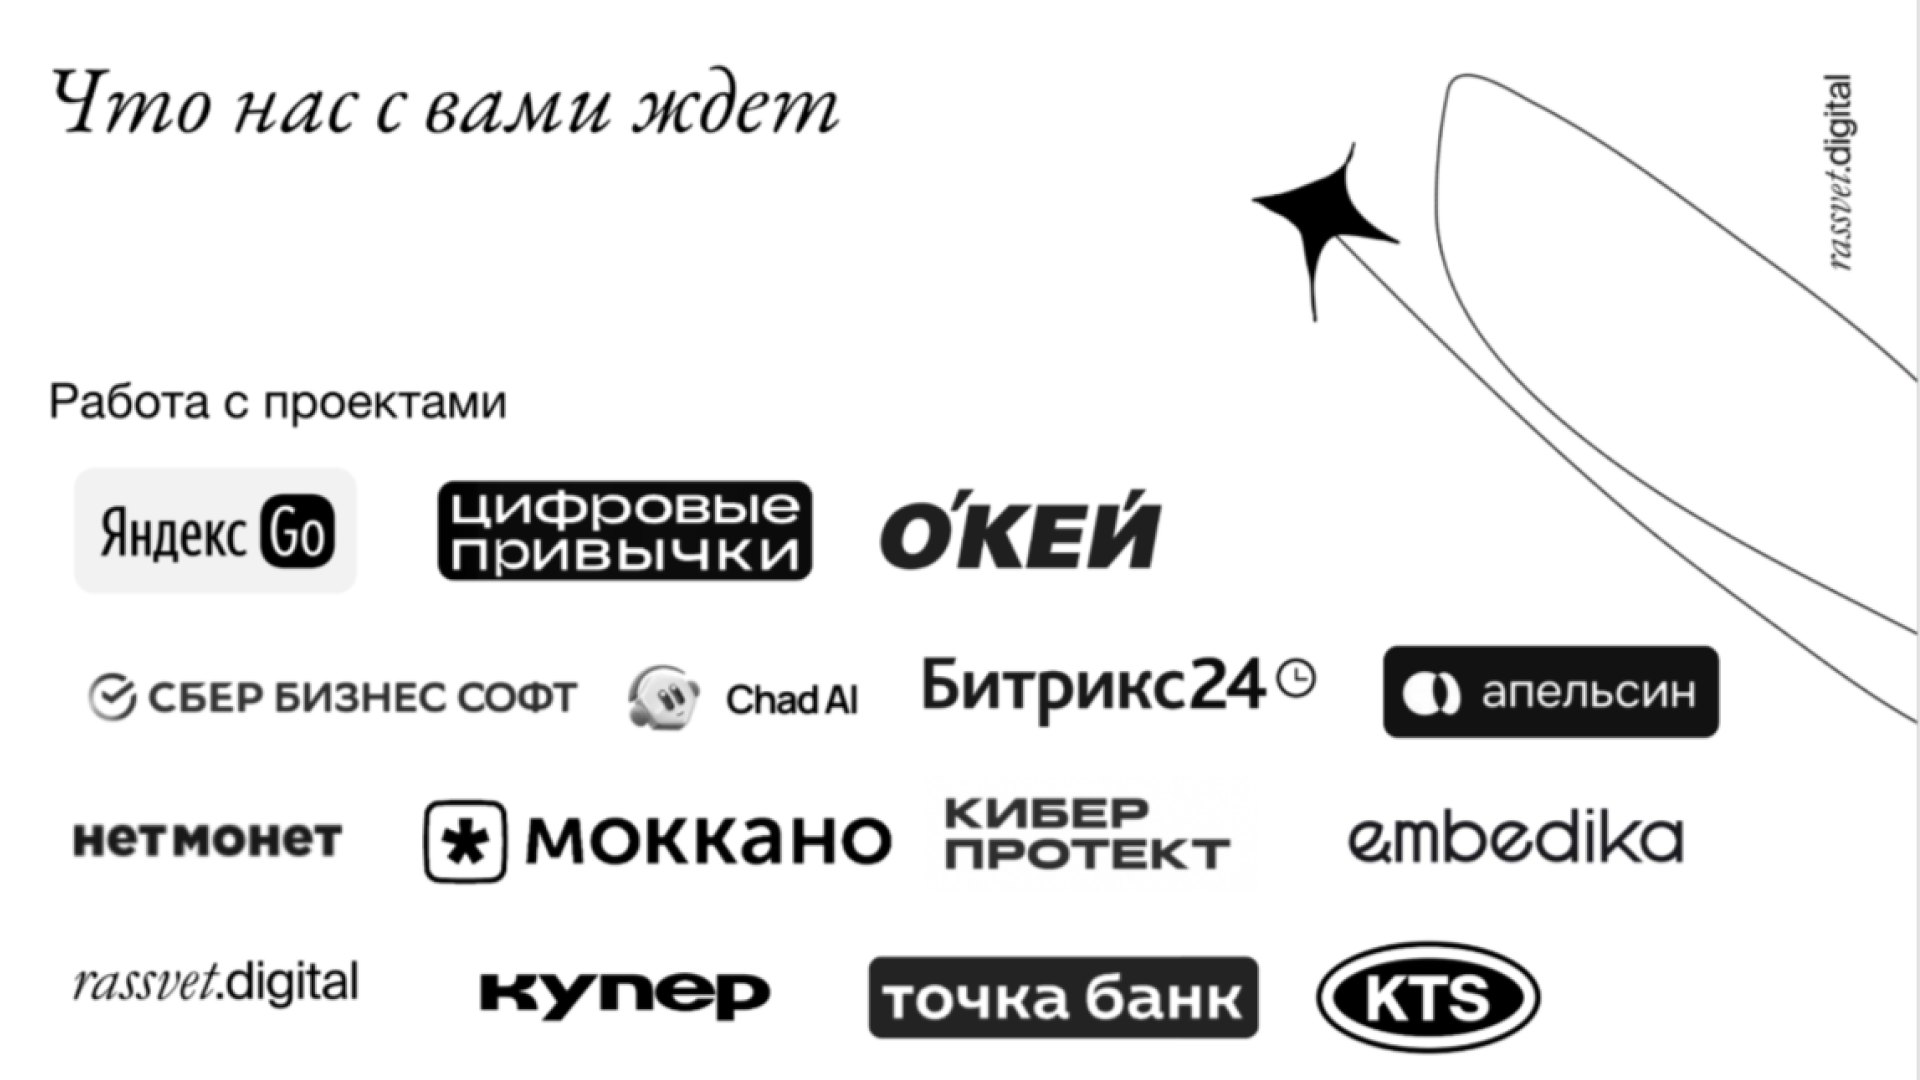 Что нас с вами ждет
rassvet.digital
Работа с проектами
Яндекс Go
цифровые
привычки
О'КЕЙ
СБЕР БИЗНЕС СОФТ
Chad AI
Битрикс24
апельсин
нетмонет
моккано
КИБЕР
ПРОТЕКТ
embedika
rassvet.digital
купер
точка банк
KTS